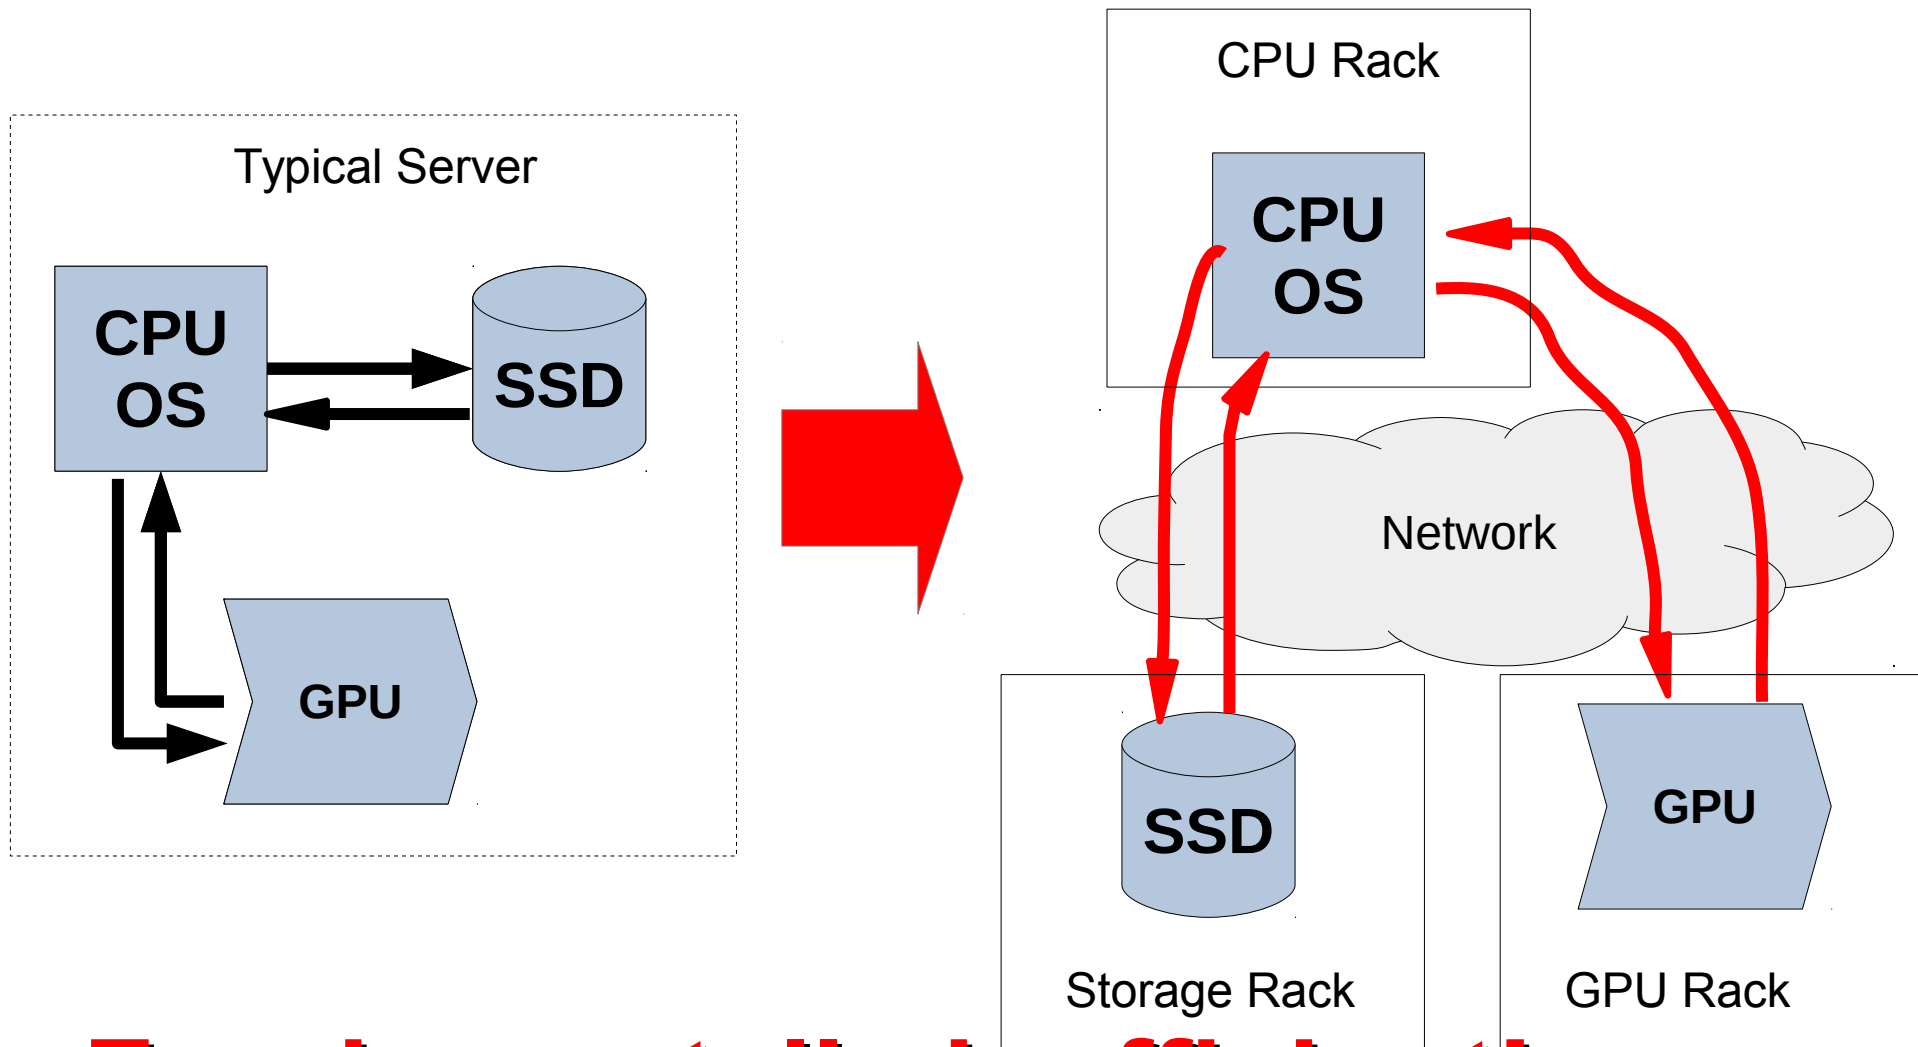 Typical Server
CPU
OS
SSD
GPU
CPU Rack
CPU
OS
Network
SSD
GPU
Storage Rack
GPU Rack